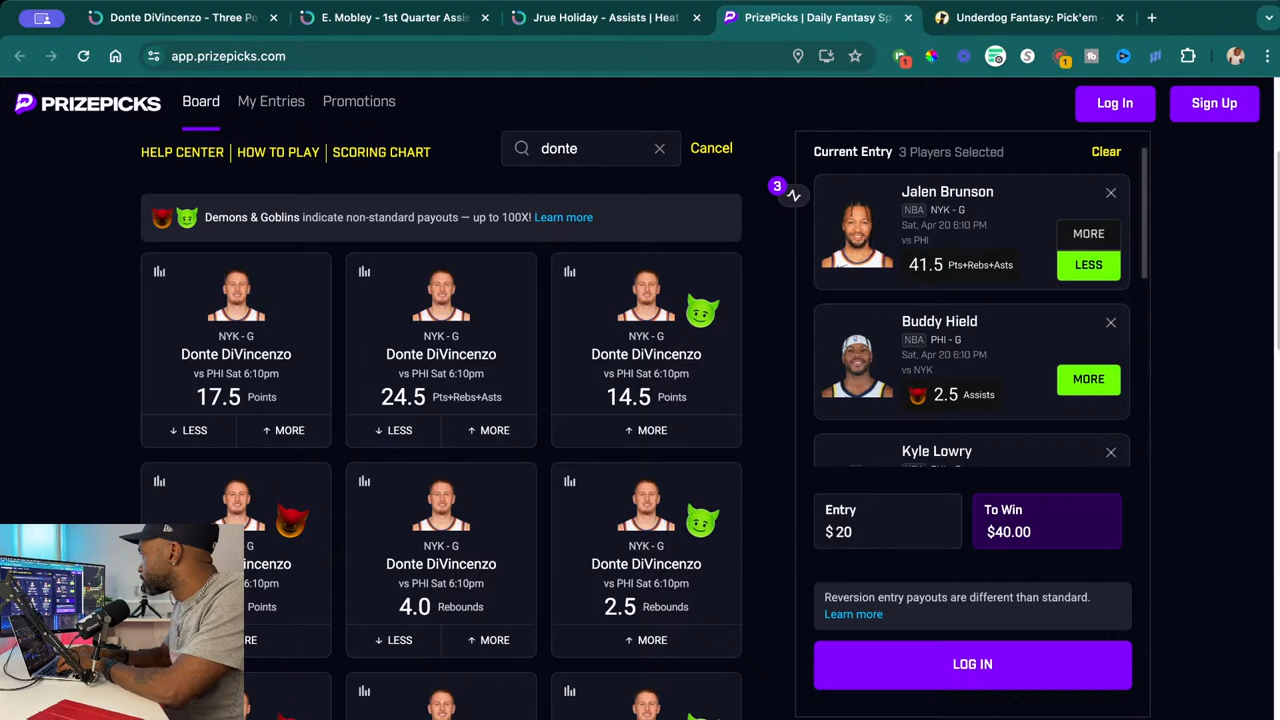 Donte DiVincenzo - Three Po
E. Mobley - 1st Quarter Assis
Jrue Holiday - Assists | Heat
PrizePicks | Daily Fantasy Sp
Underdog Fantasy: Pick'em
app.prizepicks.com
1
1
PRIZEPICKS
Board
My Entries
Promotions
Log In
Sign Up
HELP CENTER
HOW TO PLAY
SCORING CHART
donte
Cancel
Demons & Goblins indicate non-standard payouts — up to 100X! Learn more
NYK - G
Donte DiVincenzo
vs PHI Sat 6:10pm
17.5 Points
LESS
MORE
NYK - G
Donte DiVincenzo
vs PHI Sat 6:10pm
24.5 Pts+Rebs+Asts
LESS
MORE
NYK - G
Donte DiVincenzo
vs PHI Sat 6:10pm
14.5 Points
MORE
NYK - G
Donte DiVincenzo
vs PHI Sat 6:10pm
4.0 Rebounds
LESS
MORE
NYK - G
Donte DiVincenzo
vs PHI Sat 6:10pm
2.5 Rebounds
MORE
Current Entry 3 Players Selected
Clear
3
Jalen Brunson
NBA NYK - G
Sat, Apr 20 6:10 PM
vs PHI
41.5 Pts+Rebs+Asts
MORE
LESS
Buddy Hield
NBA PHI - G
Sat, Apr 20 6:10 PM
vs NYK
2.5 Assists
MORE
Kyle Lowry
Entry
$ 20
To Win
$40.00
Reversion entry payouts are different than standard.
Learn more
LOG IN